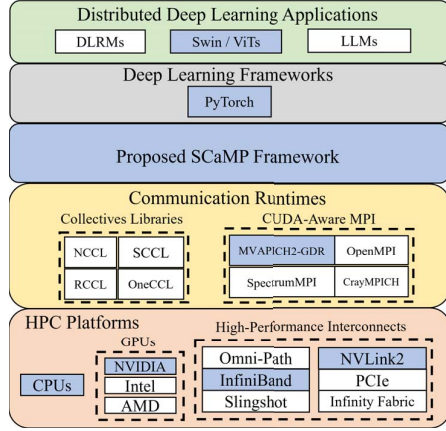 Distributed Deep Learning Applications
DLRMs
Swin / ViTs
LLMs
Deep Learning Frameworks
PyTorch
Proposed SCaMP Framework
Communication Runtimes
Collectives Libraries
CUDA-Aware MPI
NCCL
SCCL
MVAPICH2-GDR
OpenMPI
RCCL
OneCCL
SpectrumMPI
CrayMPICH
HPC Platforms
High-Performance Interconnects
GPUs
CPUs
NVIDIA
Intel
AMD
Omni-Path
InfiniBand
Slingshot
NVLink2
PCIe
Infinity Fabric